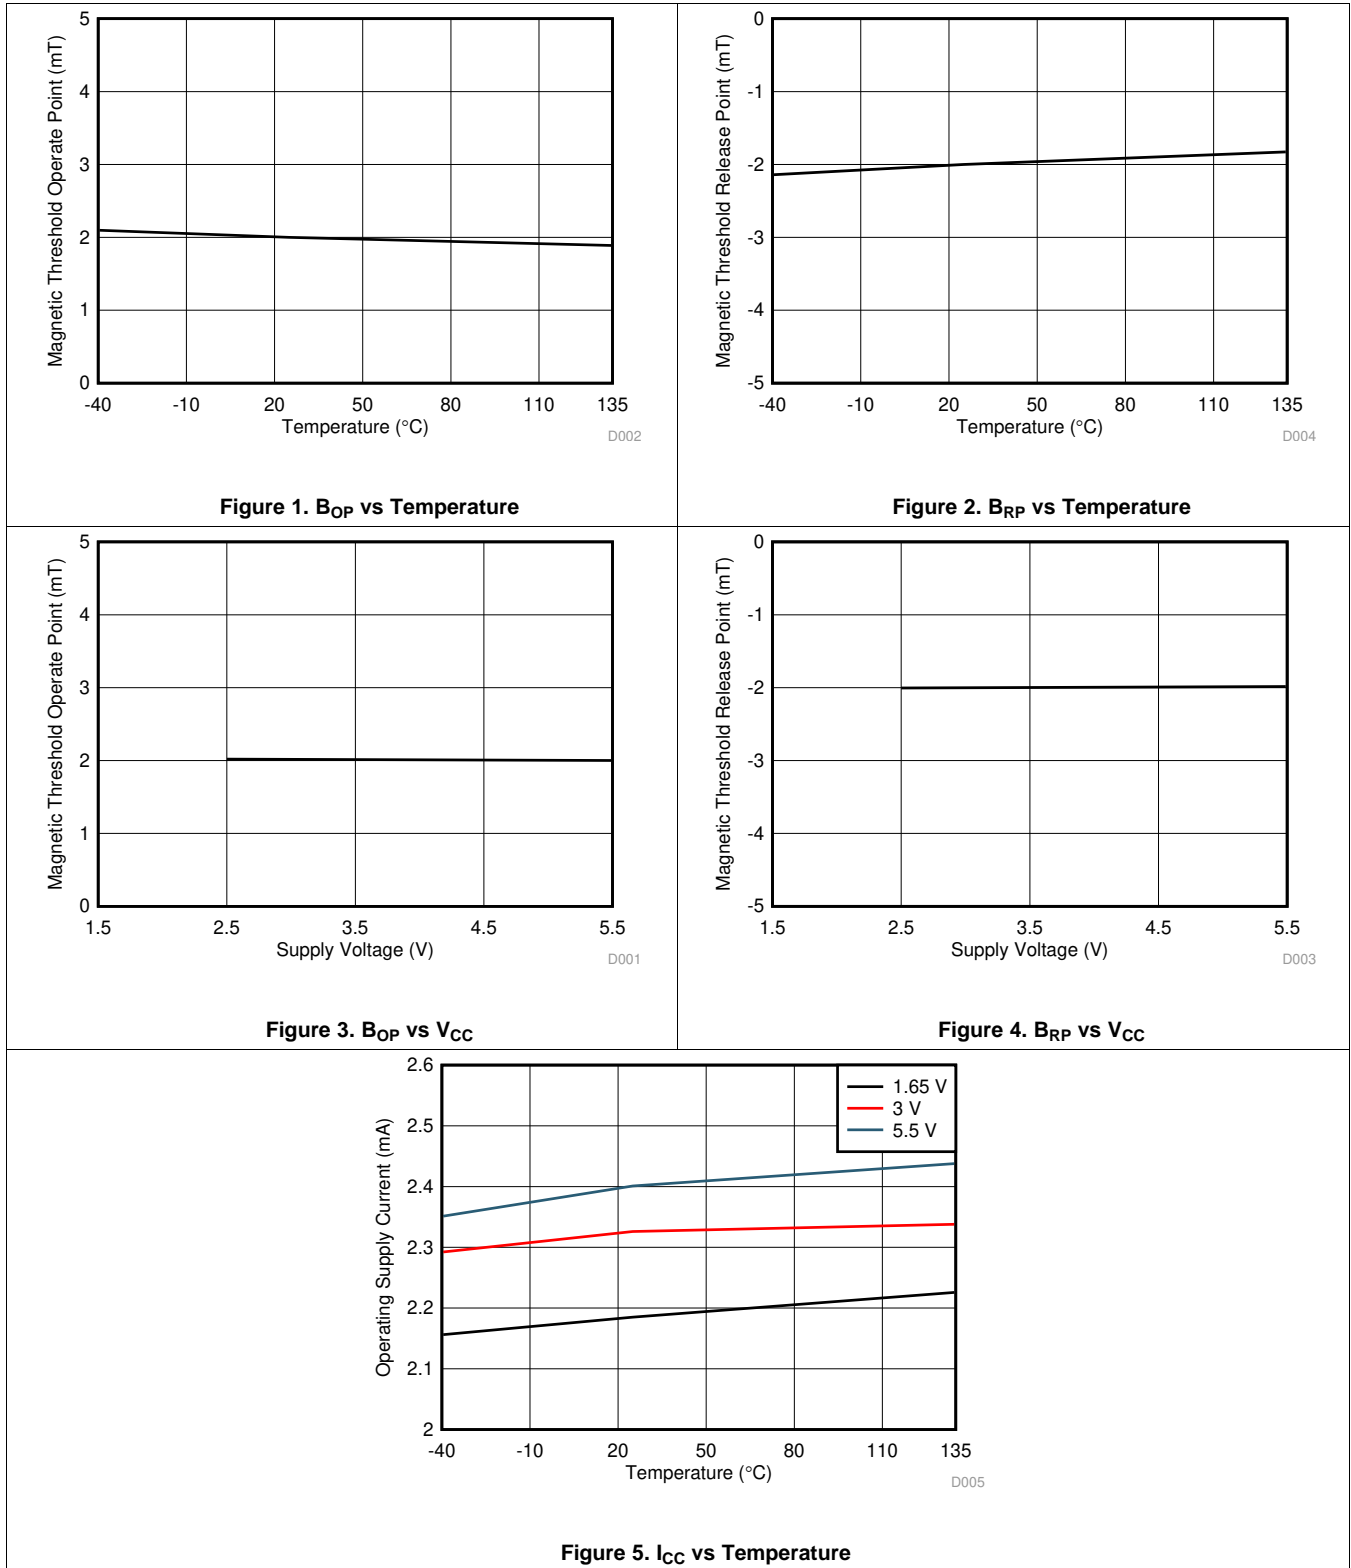 Magnetic Threshold Operate Point (mT)
5
4
3
2
1
0
-40 -10 20 50 80 110 135
Temperature (°C)
D002
Figure 1. BOP vs Temperature
Magnetic Threshold Release Point (mT)
0
-1
-2
-3
-4
-5
-40 -10 20 50 80 110 135
Temperature (°C)
D004
Figure 2. BRP vs Temperature
Magnetic Threshold Operate Point (mT)
5
4
3
2
1
0
1.5 2.5 3.5 4.5 5.5
Supply Voltage (V)
D001
Figure 3. BOP vs VCC
Magnetic Threshold Release Point (mT)
0
-1
-2
-3
-4
-5
1.5 2.5 3.5 4.5 5.5
Supply Voltage (V)
D003
Figure 4. BRP vs VCC
Operating Supply Current (mA)
2.6
2.5
2.4
2.3
2.2
2.1
2
1.65 V
3 V
5.5 V
-40 -10 20 50 80 110 135
Temperature (°C)
D005
Figure 5. ICC vs Temperature